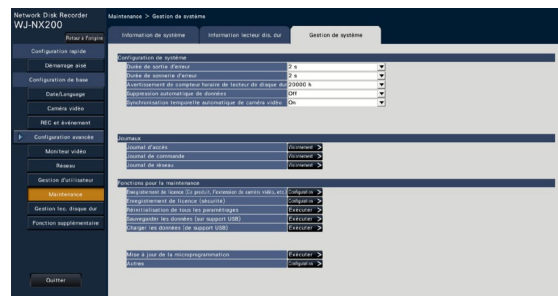 Network Disk Recorder
WJ-NX200
Retour à l'origine
Configuration rapide
Démarrage aisé
Configuration de base
Date/Language
Caméra vidéo
REC et événement
Configuration avancée
Moniteur vidéo
Réseau
Gestion d'utilisateur
Maintenance
Gestion lec. disque dur
Fonction supplémentaire
Quitter
Maintenance > Gestion de système
Information de système
Information lecteur dis. dur
Gestion de système
Configuration de système
Durée de sortie d'erreur 2 s
Durée de sonnerie d'erreur 2 s
Avertissement de compteur horaire de lecteur de disque dur 20000 h
Suppression automatique de données Off
Synchronisation temporelle automatique de caméra vidéo On
Journaux
Journal d'accès Visionnement >
Journal de commande Visionnement >
Journal de réseau Visionnement >
Fonctions pour la maintenance
Enregistrement de licence (Ce produit, l'extension de caméra vidéo, etc.) Configuration >
Enregistrement de licence (sécurité) Configuration >
Réinitialisation de tous les paramétrages Exécuter >
Sauvegarder les données (sur support USB) Exécuter >
Charger les données (de support USB) Exécuter >
Mise à jour de la microprogrammation Exécuter >
Autres Configuration >